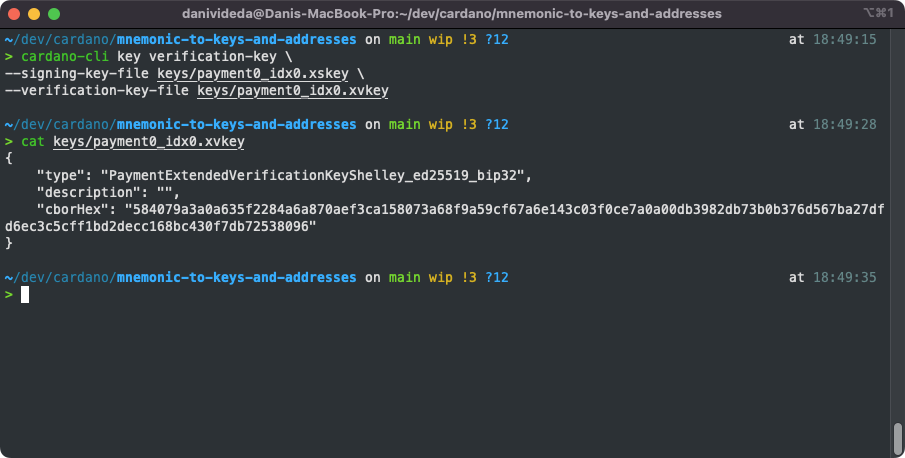 danivideda@Danis-MacBook-Pro:~/dev/cardano/mnemonic-to-keys-and-addresses
⌥⌘1
~/dev/cardano/mnemonic-to-keys-and-addresses on main wip !3 ?12 at 18:49:15
> cardano-cli key verification-key \
--signing-key-file keys/payment0_idx0.xskey \
--verification-key-file keys/payment0_idx0.xvkey
~/dev/cardano/mnemonic-to-keys-and-addresses on main wip !3 ?12 at 18:49:28
> cat keys/payment0_idx0.xvkey
{
    "type": "PaymentExtendedVerificationKeyShelley_ed25519_bip32",
    "description": "",
    "cborHex": "584079a3a0a635f2284a6a870aef3ca158073a68f9a59cf67a6e143c03f0ce7a0a00db3982db73b0b376d567ba27df
d6ec3c5cff1bd2decc168bc430f7db72538096"
}
~/dev/cardano/mnemonic-to-keys-and-addresses on main wip !3 ?12 at 18:49:35
>